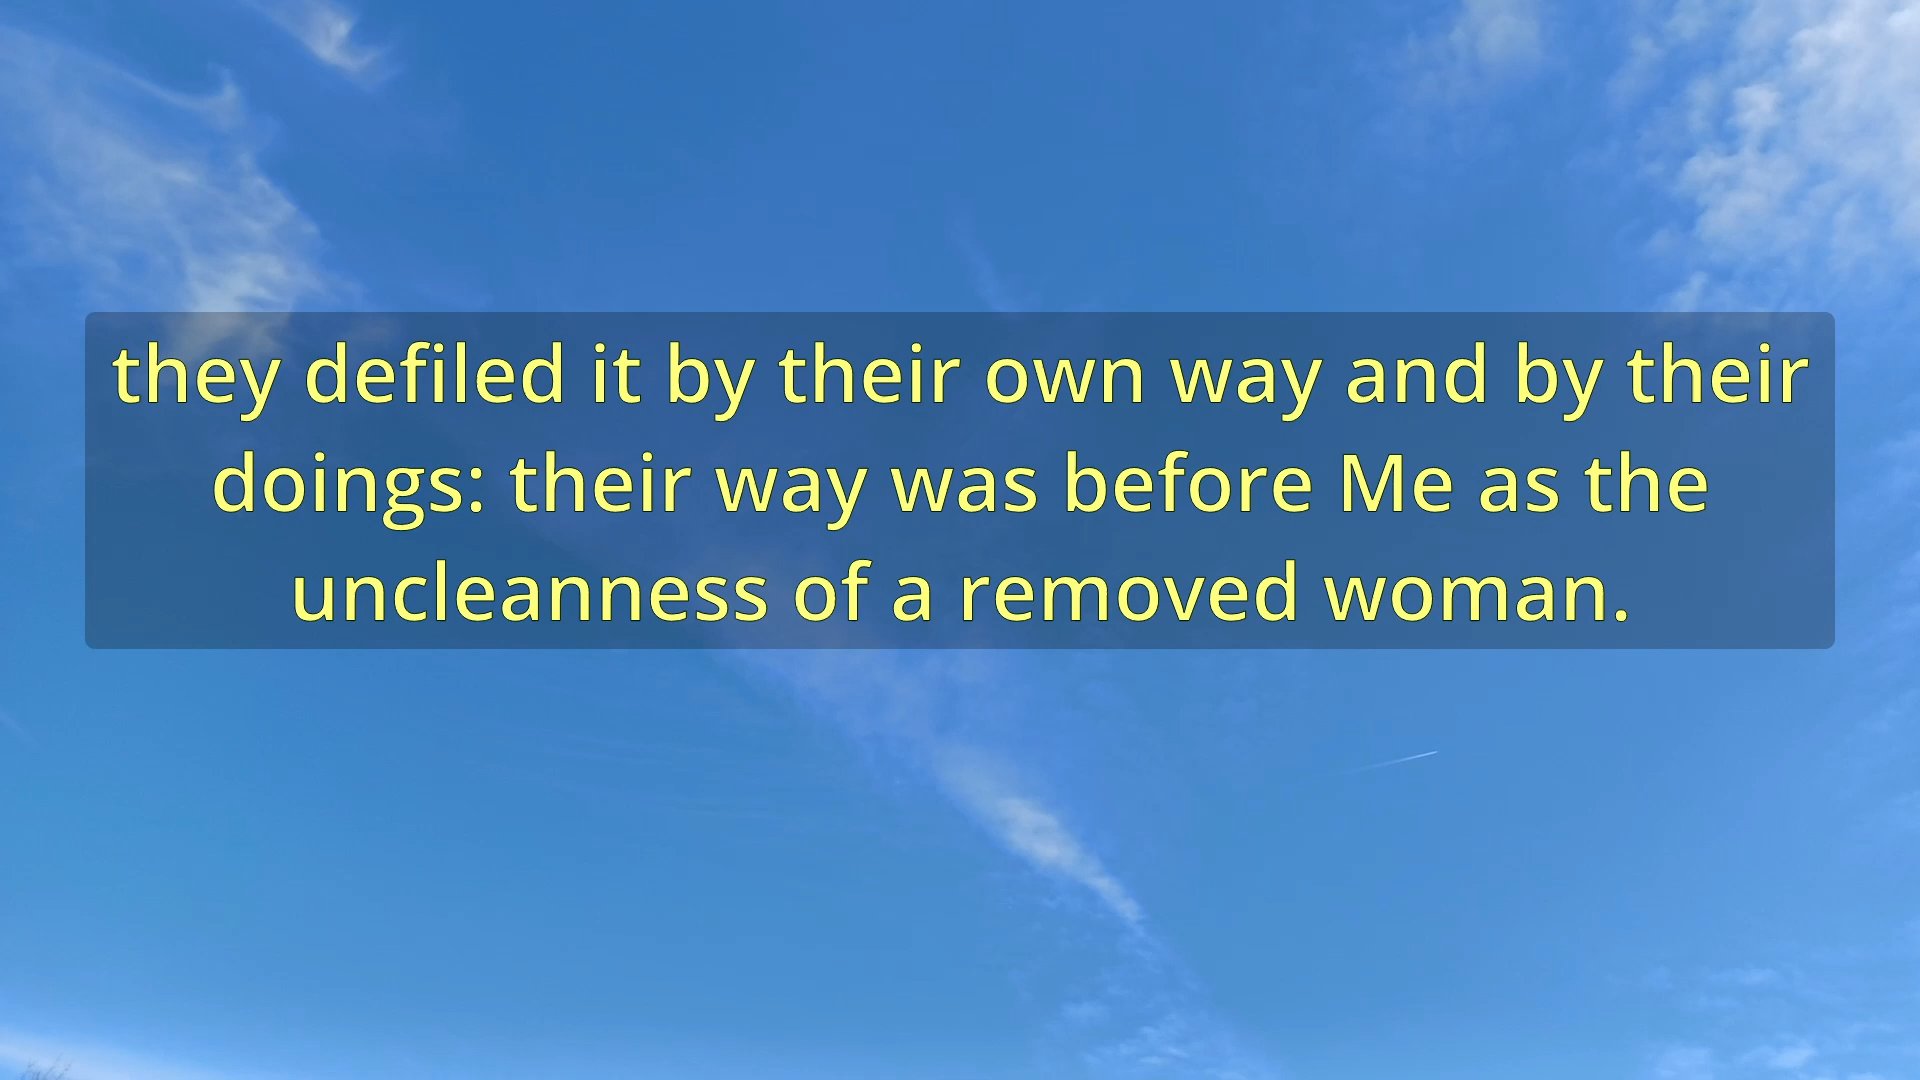 they defiled it by their own way and by their
doings: their way was before Me as the
uncleanness of a removed woman.